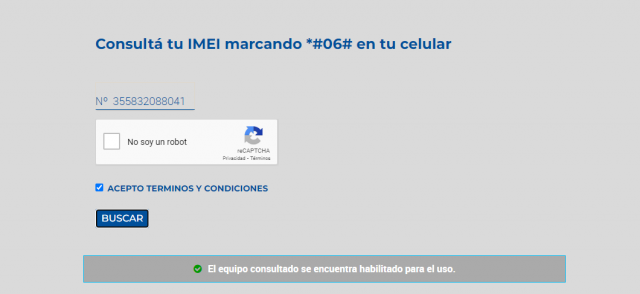 Consultá tu IMEI marcando *#06# en tu celular
Nº 355832088041
No soy un robot
reCAPTCHA
Privacidad - Términos
ACEPTO TERMINOS Y CONDICIONES
BUSCAR
El equipo consultado se encuentra habilitado para el uso.